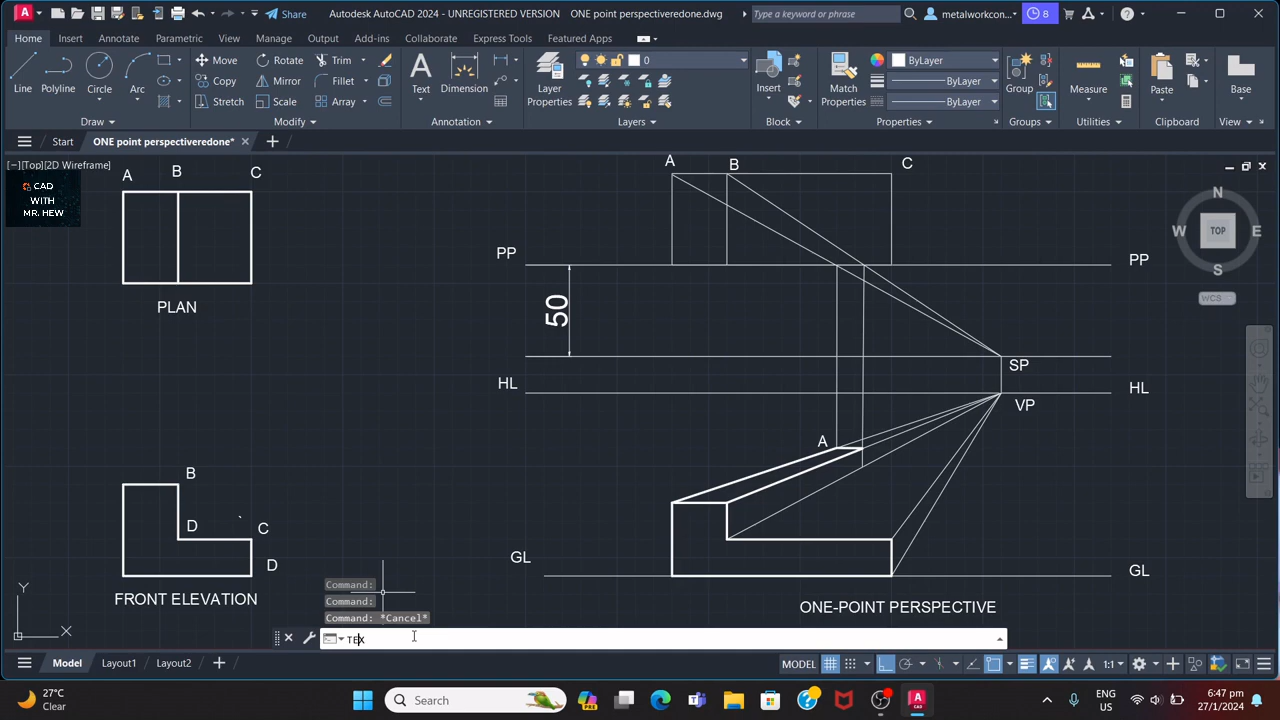 Share
Autodesk AutoCAD 2024 - UNREGISTERED VERSION
ONE point perspectiveredone.dwg
Type a keyword or phrase
metalworkcon...
8
Home Insert Annotate Parametric View Manage Output Add-ins Collaborate Express Tools Featured Apps
Line
Polyline
Circle
Arc
Move
Rotate
Trim
Copy
Mirror
Fillet
Stretch
Scale
Array
Text
Dimension
Layer
Properties
0
Insert
Match
Properties
ByLayer
ByLayer
ByLayer
Group
Measure
Paste
Base
Draw
Modify
Annotation
Layers
Block
Properties
Groups
Utilities
Clipboard
View
Start
ONE point perspectiveredone.dwg*
[−][Top][2D Wireframe]
CAD
WITH
MR. HEW
A B C
PLAN
A B C
PP PP
50
SP
HL HL
VP
A
B
D C
D
FRONT ELEVATION
GL GL
ONE-POINT PERSPECTIVE
N
W TOP E
S
WCS
Y
X
Command:
Command:
Command: *Cancel*
TEX
Model Layout1 Layout2
MODEL
1:1
27°C
Clear
Search
PRE
CAD
ENG
US
6:47 pm
27/1/2024